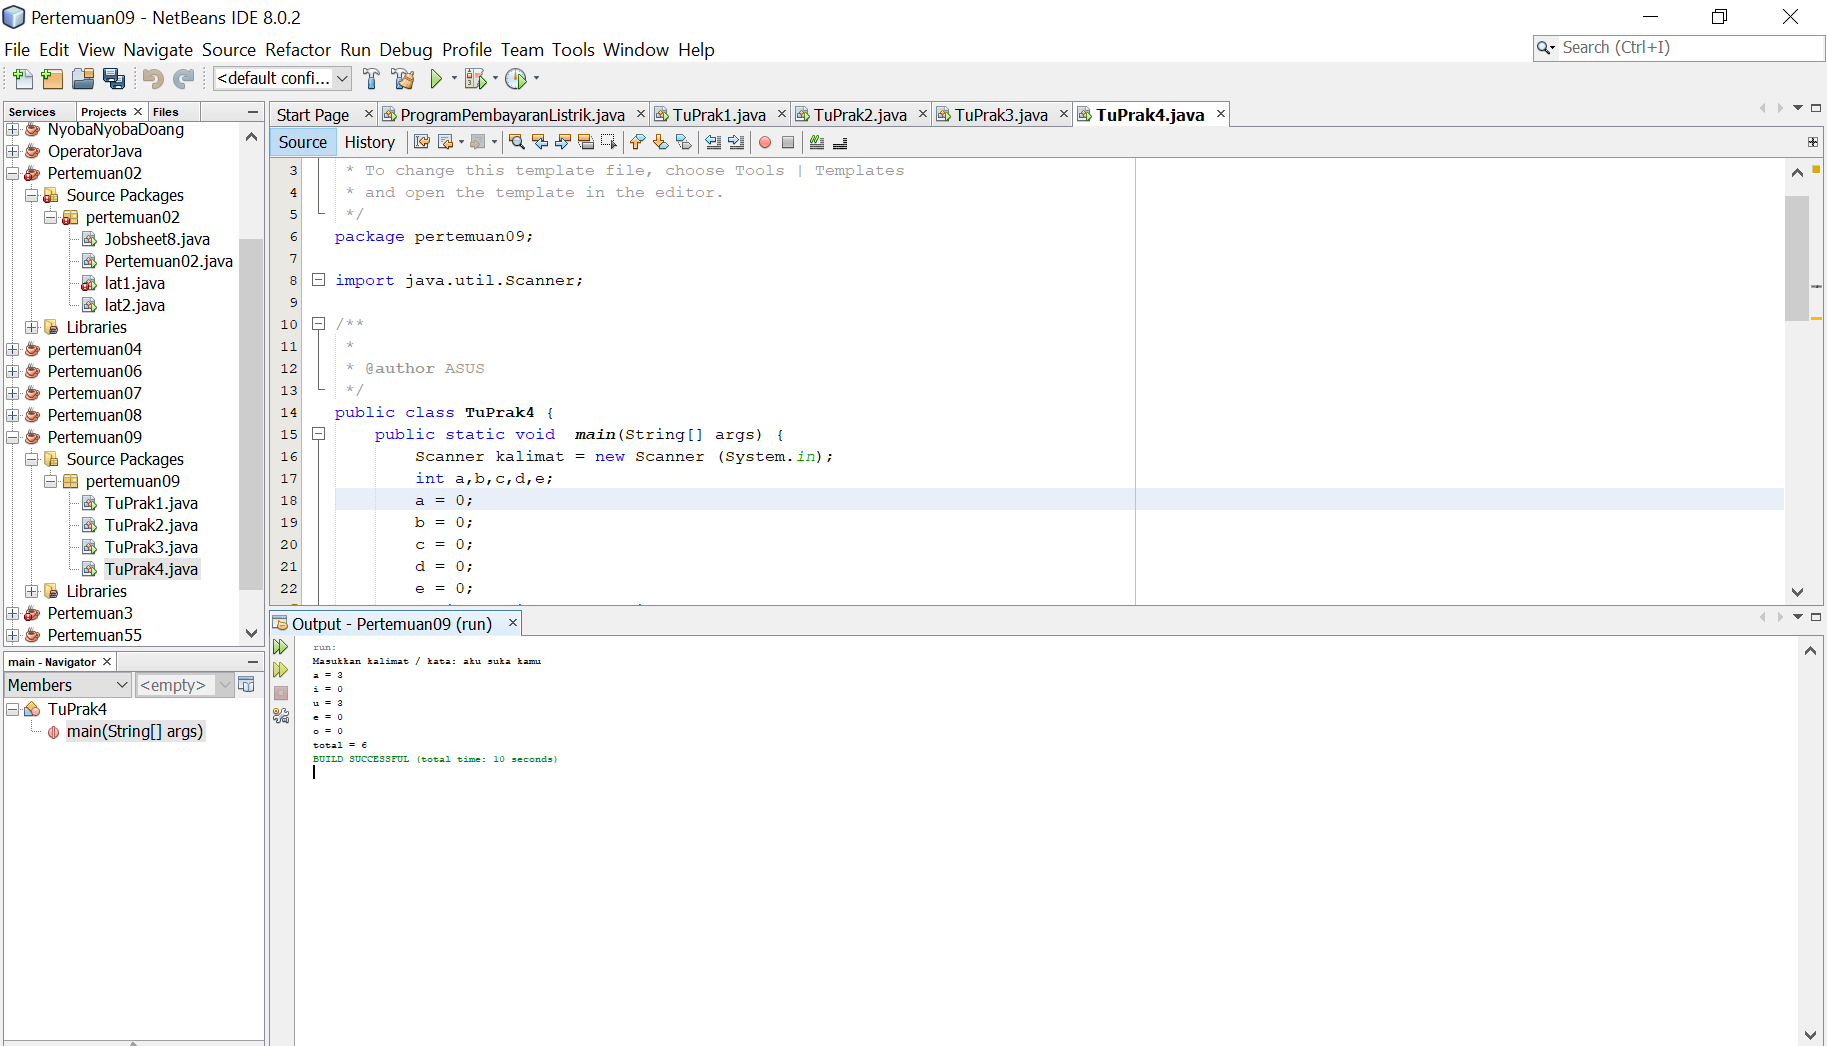 Pertemuan09 - NetBeans IDE 8.0.2
File Edit View Navigate Source Refactor Run Debug Profile Team Tools Window Help
Search (Ctrl+I)
<default confi...
Services Projects Files
NyobaNyobaDoang
OperatorJava
Pertemuan02
Source Packages
pertemuan02
Jobsheet8.java
Pertemuan02.java
lat1.java
lat2.java
Libraries
pertemuan04
Pertemuan06
Pertemuan07
Pertemuan08
Pertemuan09
Source Packages
pertemuan09
TuPrak1.java
TuPrak2.java
TuPrak3.java
TuPrak4.java
Libraries
Pertemuan3
Pertemuan55
main - Navigator
Members <empty>
TuPrak4
main(String[] args)
Start Page ProgramPembayaranListrik.java TuPrak1.java TuPrak2.java TuPrak3.java TuPrak4.java
Source History
3 * To change this template file, choose Tools | Templates
4 * and open the template in the editor.
5 */
6 package pertemuan09;
7
8 import java.util.Scanner;
9
10 /**
11 *
12 * @author ASUS
13 */
14 public class TuPrak4 {
15 public static void main(String[] args) {
16 Scanner kalimat = new Scanner (System.in);
17 int a,b,c,d,e;
18 a = 0;
19 b = 0;
20 c = 0;
21 d = 0;
22 e = 0;
Output - Pertemuan09 (run)
run:
Masukkan kalimat / kata: aku suka kamu
a = 3
i = 0
u = 3
e = 0
o = 0
total = 6
BUILD SUCCESSFUL (total time: 10 seconds)